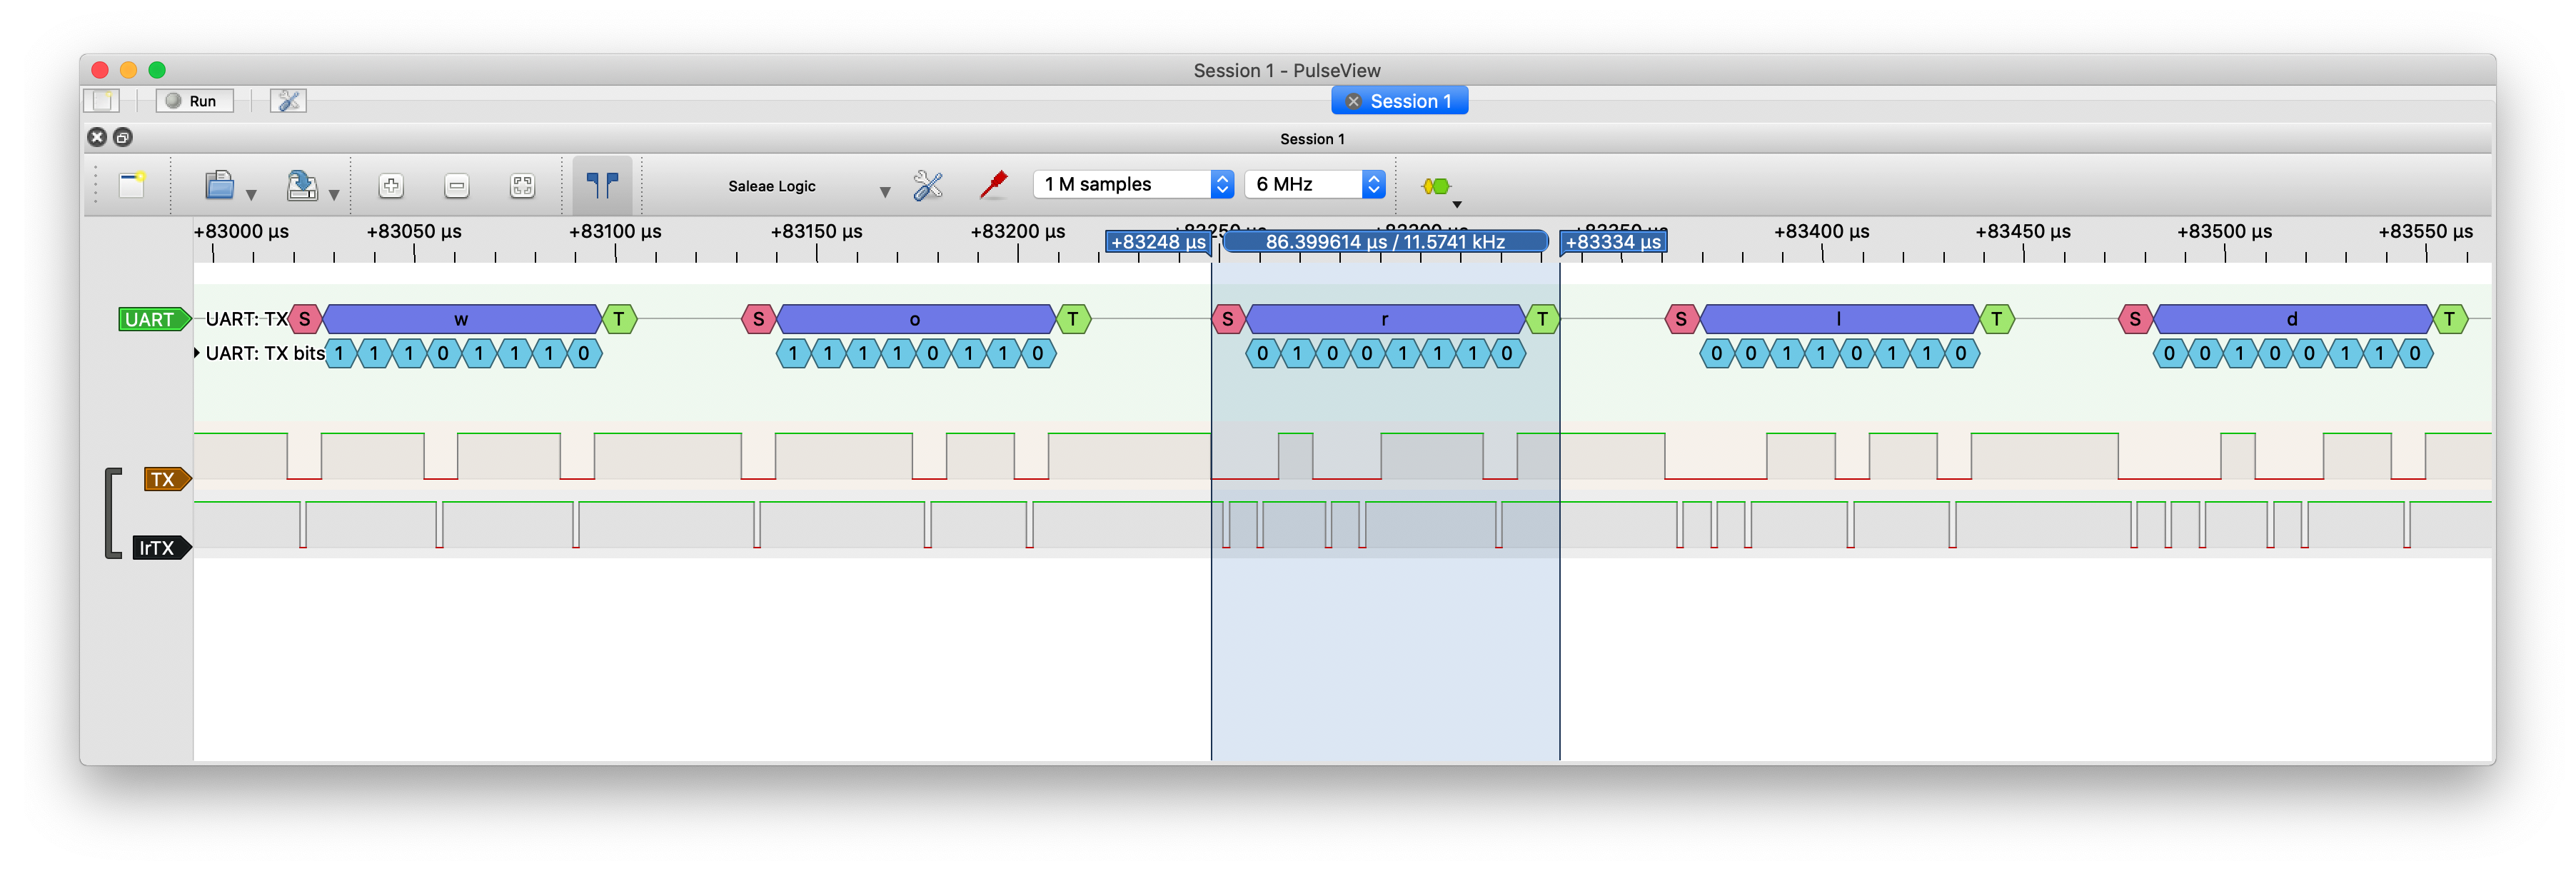 Session 1 - PulseView
Run
Session 1
Session 1
Saleae Logic
1 M samples
6 MHz
+83000 µs +83050 µs +83100 µs +83150 µs +83200 µs +83400 µs +83450 µs +83500 µs +83550 µs
+83248 µs 86.399614 µs / 11.5741 kHz +83334 µs
UART UART: TX S w T S o T S r T S l T S d T
UART: TX bits 1 1 1 0 1 1 1 0 1 1 1 1 0 1 1 0 0 1 0 0 1 1 1 0 0 0 1 1 0 1 1 0 0 0 1 0 0 1 1 0
TX
IrTX